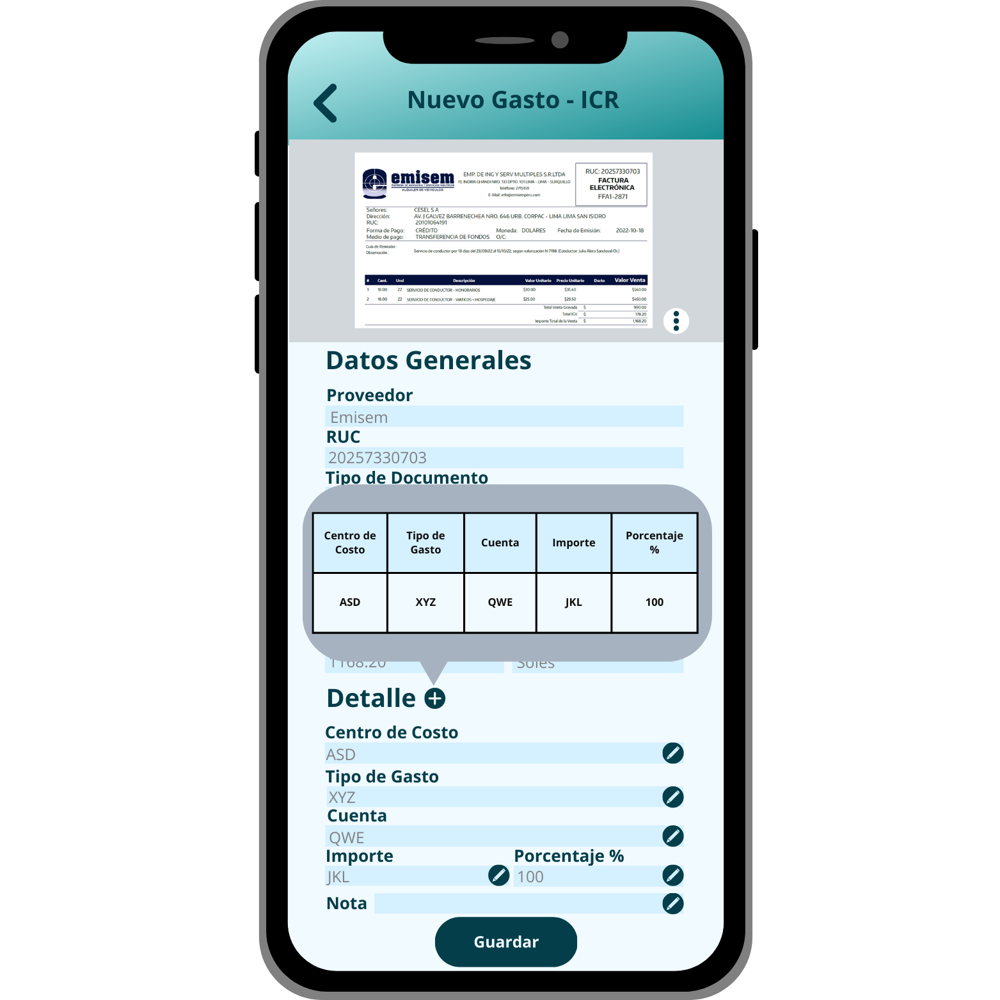 Nuevo Gasto - ICR
emisem
EMPRESA DE INGENIERIA Y SERVICIOS MULTIPLES
ALQUILER DE VEHÍCULOS
EMP. DE ING Y SERV MULTIPLES S.R.LTDA
PJ. INDIRA GHANDI NRO. 133 DPTO. 101 LIMA - LIMA - SURQUILLO
Teléfono: 2715159
E-Mail: info@emisemperu.com
RUC: 20257330703
FACTURA
ELECTRÓNICA
FFA1-2871
Señores: CESEL S A
Dirección: AV. J GALVEZ BARRENECHEA NRO. 646 URB. CORPAC - LIMA LIMA SAN ISIDRO
RUC: 20101064191
Forma de Pago: CRÉDITO Moneda: DOLARES Fecha de Emisión: 2022-10-18
Medio de pago: TRANSFERENCIA DE FONDOS O/C:
Guía de Remisión :
Observación : Servicio de conductor por 18 días del 28/09/22 al 15/10/22, según valorización N 7198. (Conductor: Julio Akira Sandoval Ch.)
# Cant. Und Descripción Valor Unitario Precio Unitario Dscto Valor Venta
1 18.00 ZZ SERVICIO DE CONDUCTOR - HONORARIOS $30.00 $35.40 $540.00
2 18.00 ZZ SERVICIO DE CONDUCTOR - VIATICOS + HOSPEDAJE $25.00 $29.50 $450.00
Total Venta Gravada $ 990.00
Total IGV $ 178.20
Importe Total de la Venta $ 1,168.20
Datos Generales
Proveedor
Emisem
RUC
20257330703
Tipo de Documento
Centro de Costo Tipo de Gasto Cuenta Importe Porcentaje %
ASD XYZ QWE JKL 100
1168.20 Soles
Detalle
Centro de Costo
ASD
Tipo de Gasto
XYZ
Cuenta
QWE
Importe Porcentaje %
JKL 100
Nota
Guardar